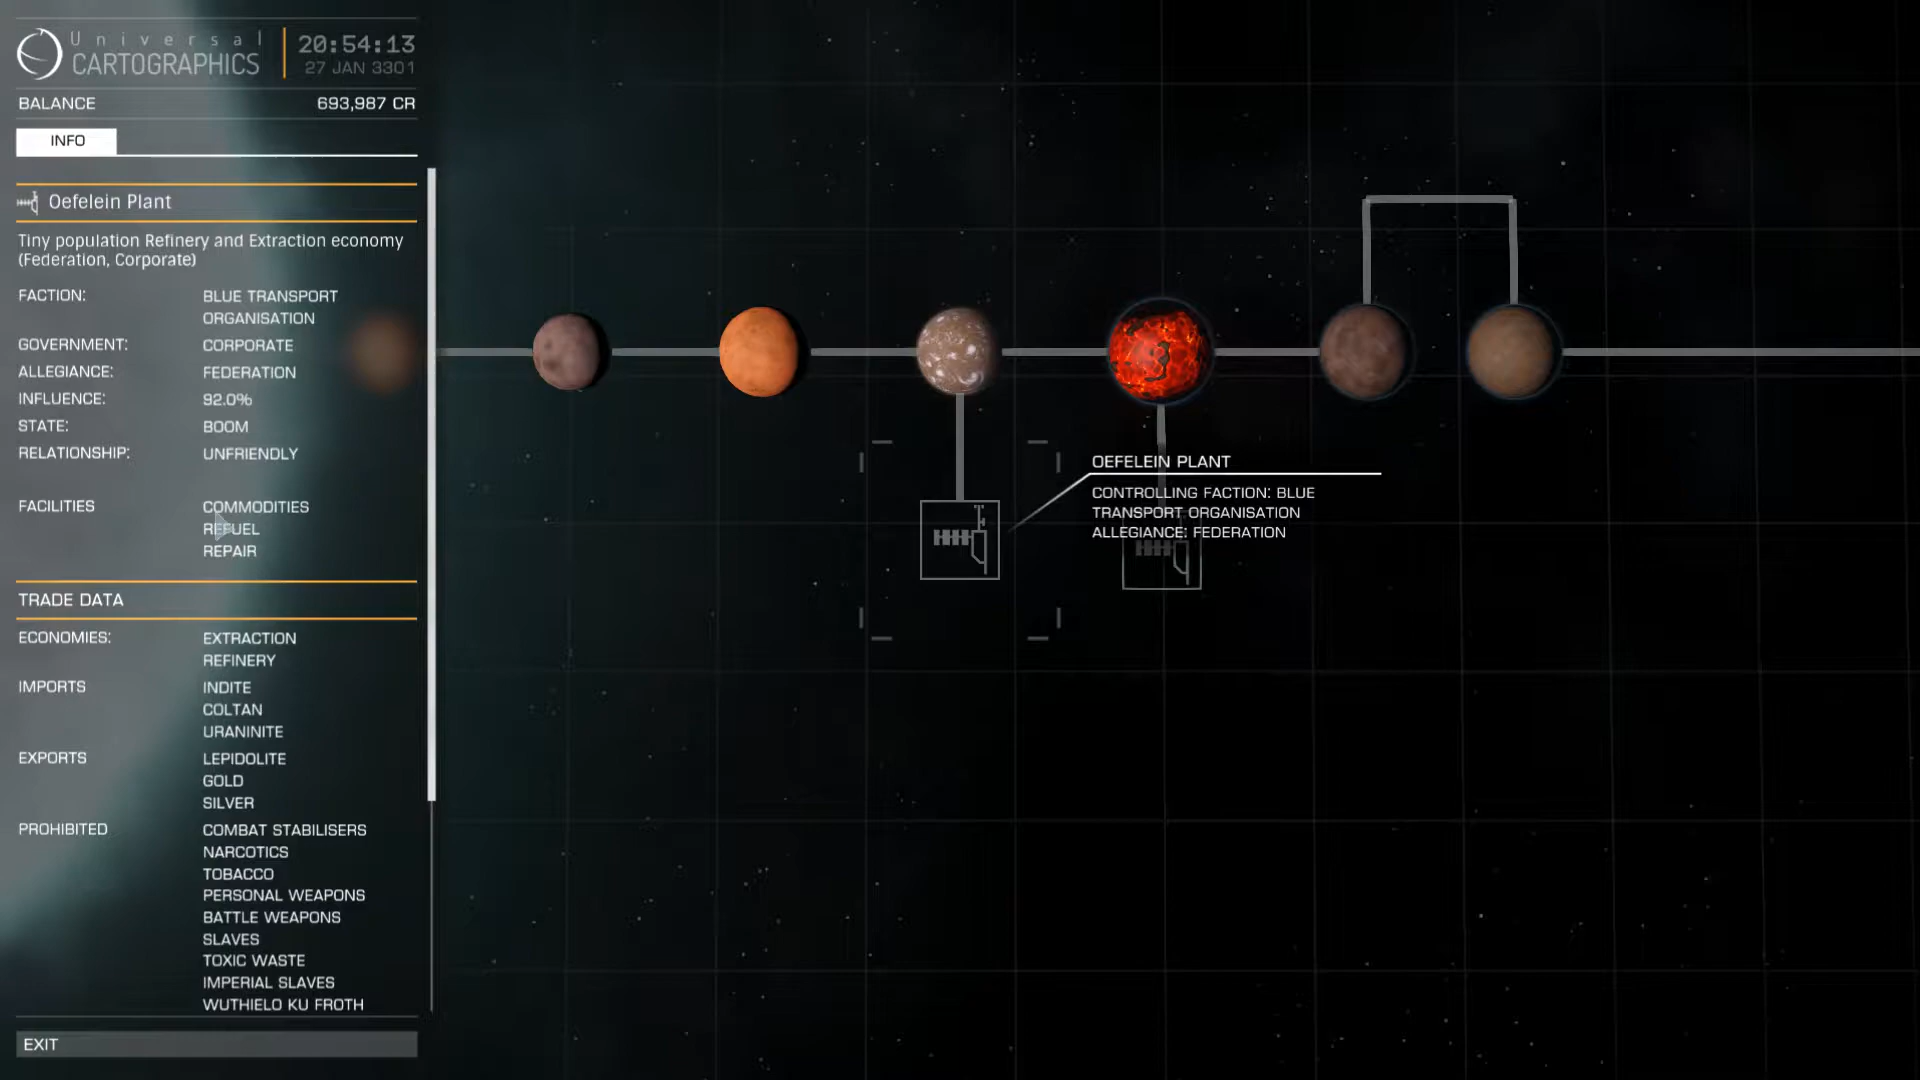 Universal
CARTOGRAPHICS
20:54:13
27 JAN 3301
BALANCE 693,987 CR
INFO
Oefelein Plant
Tiny population Refinery and Extraction economy
(Federation, Corporate)
FACTION: BLUE TRANSPORT
ORGANISATION
GOVERNMENT: CORPORATE
ALLEGIANCE: FEDERATION
INFLUENCE: 92.0%
STATE: BOOM
RELATIONSHIP: UNFRIENDLY
FACILITIES COMMODITIES
REFUEL
REPAIR
TRADE DATA
ECONOMIES: EXTRACTION
REFINERY
IMPORTS INDITE
COLTAN
URANINITE
EXPORTS LEPIDOLITE
GOLD
SILVER
PROHIBITED COMBAT STABILISERS
NARCOTICS
TOBACCO
PERSONAL WEAPONS
BATTLE WEAPONS
SLAVES
TOXIC WASTE
IMPERIAL SLAVES
WUTHIELO KU FROTH
EXIT
OEFELEIN PLANT
CONTROLLING FACTION: BLUE
TRANSPORT ORGANISATION
ALLEGIANCE: FEDERATION